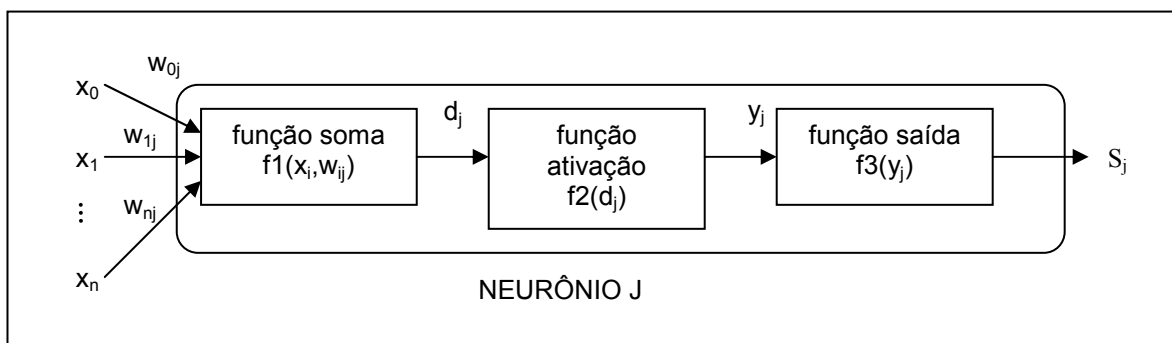 w0j
x0
w1j
x1
⋮
wnj
xn
função soma
f1(xi,wij)
dj
função
ativação
f2(dj)
yj
função saída
f3(yj)
Sj
NEURÔNIO J